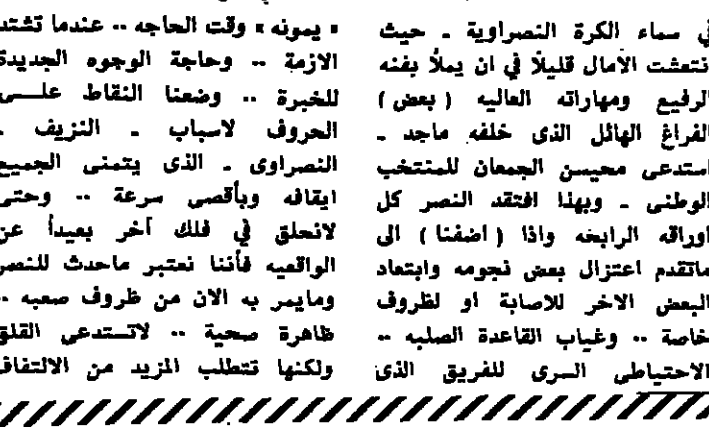 في سماء الكرة النصراوية ـ حيث
انتعشت الآمال قليلاً في ان يملأ بفنه
الرفيع ومهاراته العاليه ( بعض )
الفراغ الهائل الذى خلفه ماجد ـ
استدعى محيسن الجمعان للمنتخب
الوطنى ـ وبهذا افتقد النصر كل
اوراقه الرابحه واذا ( اضفنا ) الى
ماتقدم اعتزال بعض نجومه وابتعاد
البعض الاخر للاصابة او لظروف
خاصة .. وغياب القاعدة الصلبه ..
الاحتياطى السرى للفريق الذى
« يمونه » وقت الحاجه .. عندما تشتد
الازمة .. وحاجة الوجوه الجديدة
للخبرة .. وضعنا النقاط علـــى
الحروف لاسباب ـ النزيف ـ
النصراوى ـ الذى يتمنى الجميع
ايقافه وبأقصى سرعة .. وحتى
لانحلق في فلك آخر بعيداً عن
الواقعيه فأننا نعتبر ماحدث للنصر
ومايمر به الان من ظروف صعبه ..
ظاهرة صحية .. لاتستدعى القلق
ولكنها تتطلب المزيد من الالتفاف